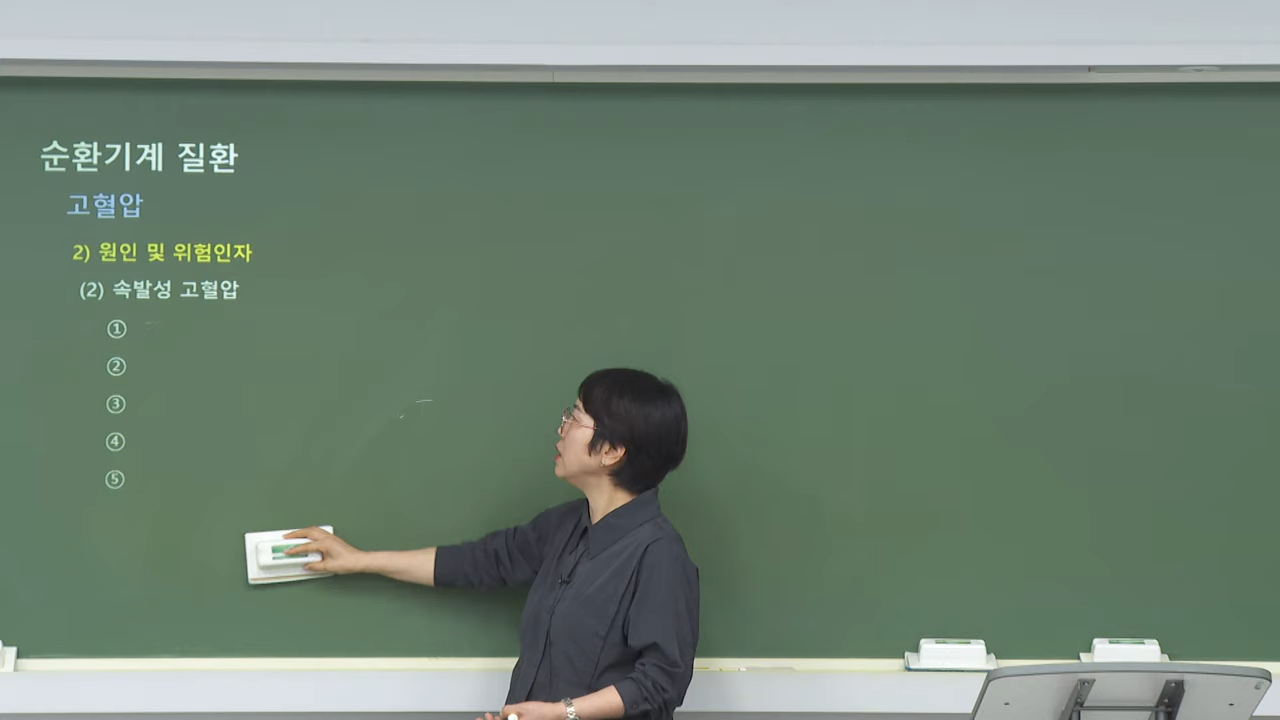 순환기계 질환
고혈압
2) 원인 및 위험인자
(2) 속발성 고혈압
①
②
③
④
⑤